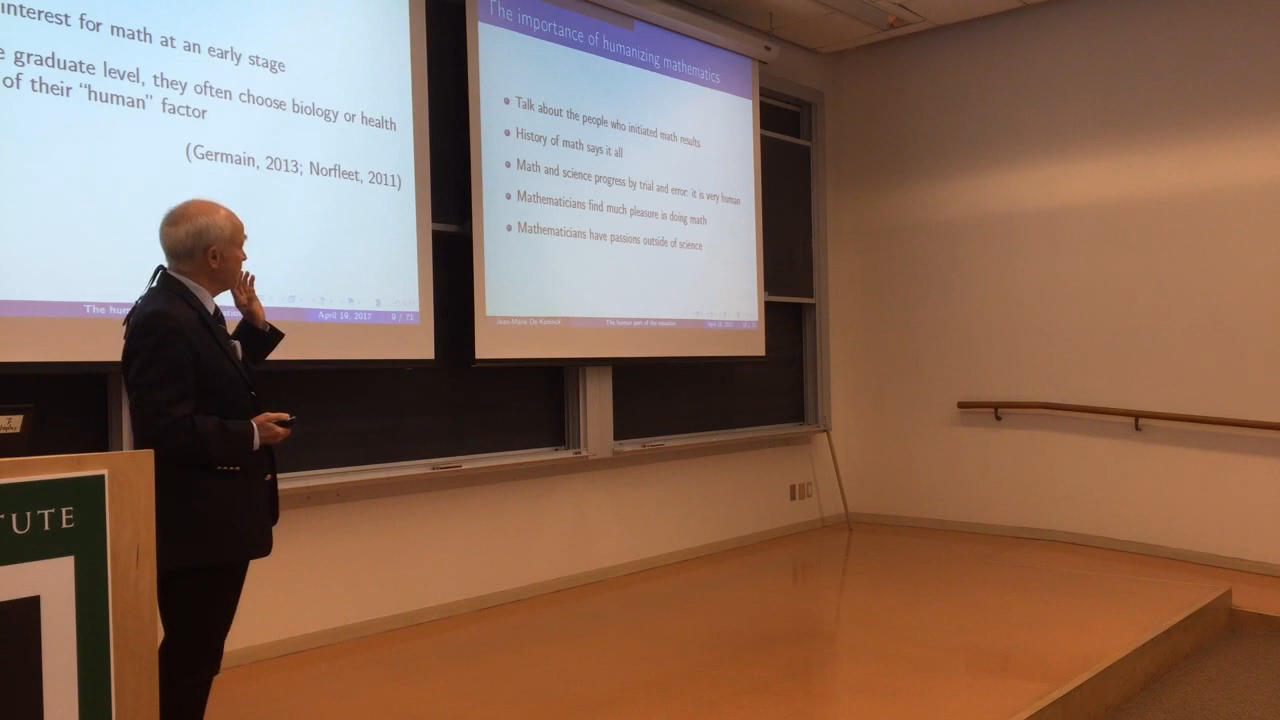 interest for math at an early stage
graduate level, they often choose biology or health
of their "human" factor
(Germain, 2013; Norfleet, 2011)
The hum
April 19, 2017 9 / 71
The importance of humanizing mathematics
Talk about the people who initiated math results
History of math says it all
Math and science progress by trial and error: it is very human
Mathematicians find much pleasure in doing math
Mathematicians have passions outside of science
Jean-Marie De Koninck The human part of the equation April 19, 2017
TUTE